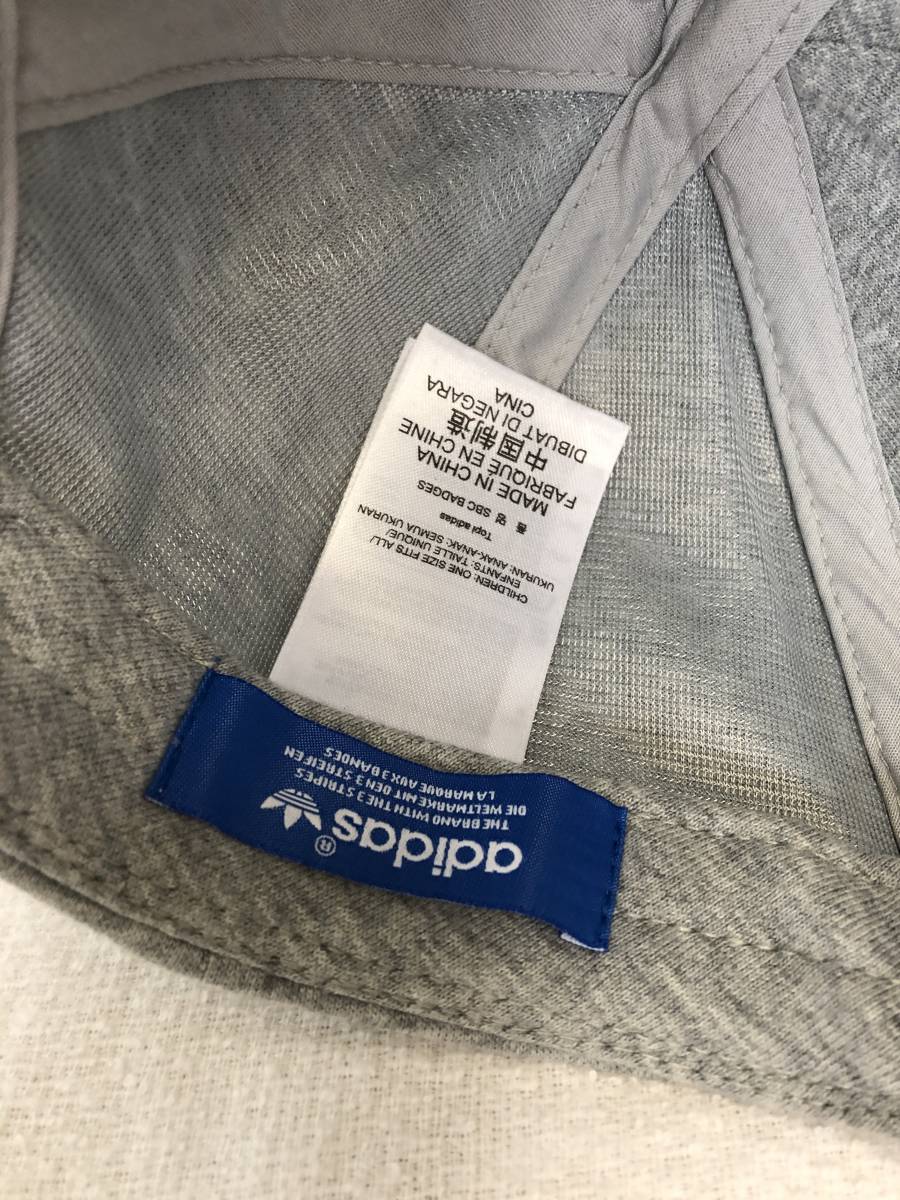 CHILDREN: ONE SIZE FITS ALL/
ENFANTS: TAILLE UNIQUE/
UKURAN: ANAK-ANAK: SEMUA UKURAN
Topi adidas
SBC BADGES
MADE IN CHINA
FABRIQUÉ EN CHINE
中国制造
DIBUAT DI NEGARA
CINA
adidas®
THE BRAND WITH THE 3 STRIPES
DIE WELTMARKE MIT DEN 3 STREIFEN
LA MARQUE AUX 3 BANDES